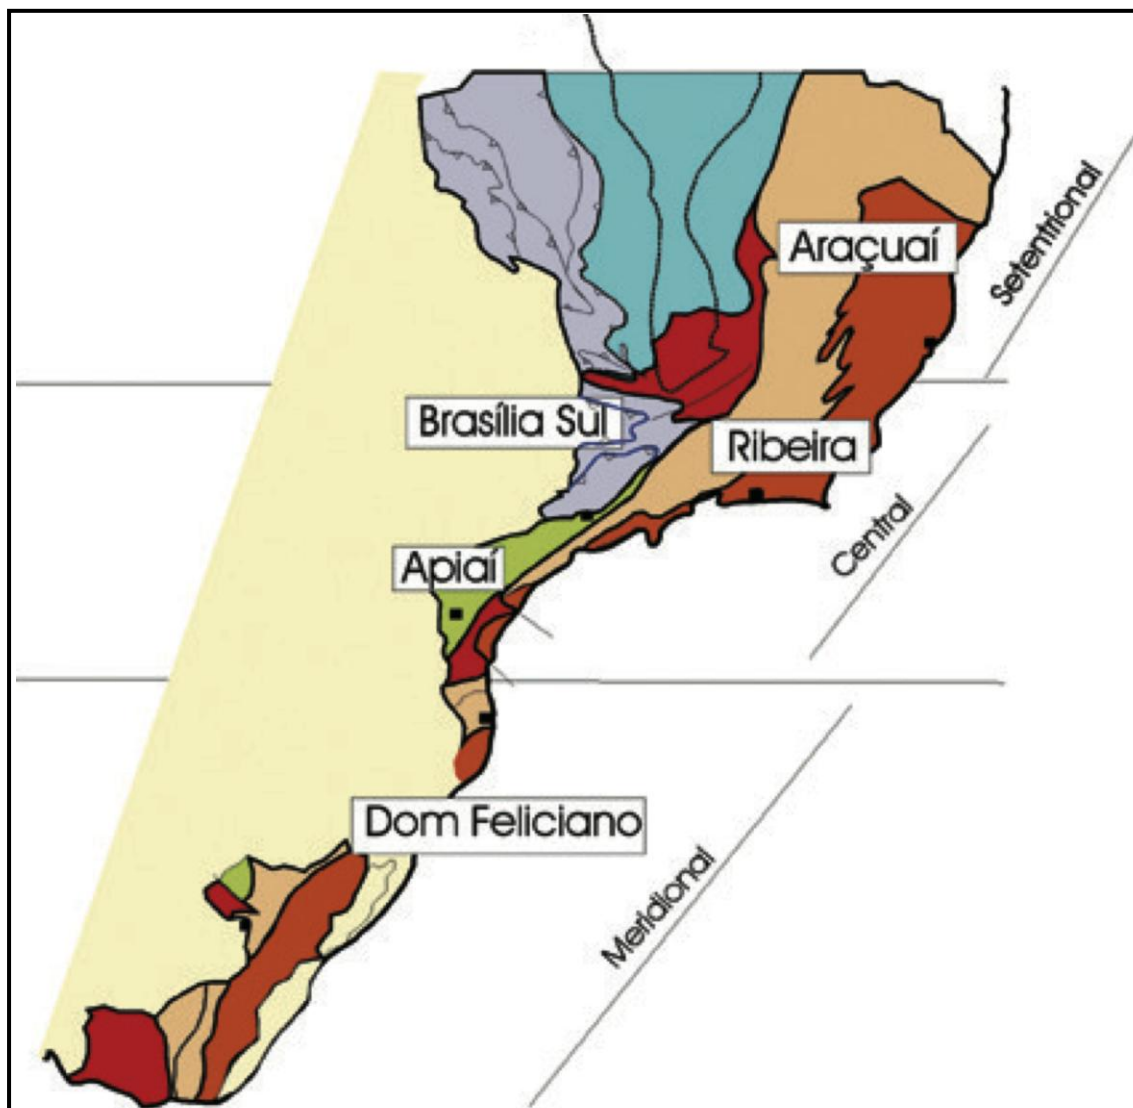 Araçuaí
Setentrional
Brasília Sul
Ribeira
Central
Apiaí
Dom Feliciano
Meridional